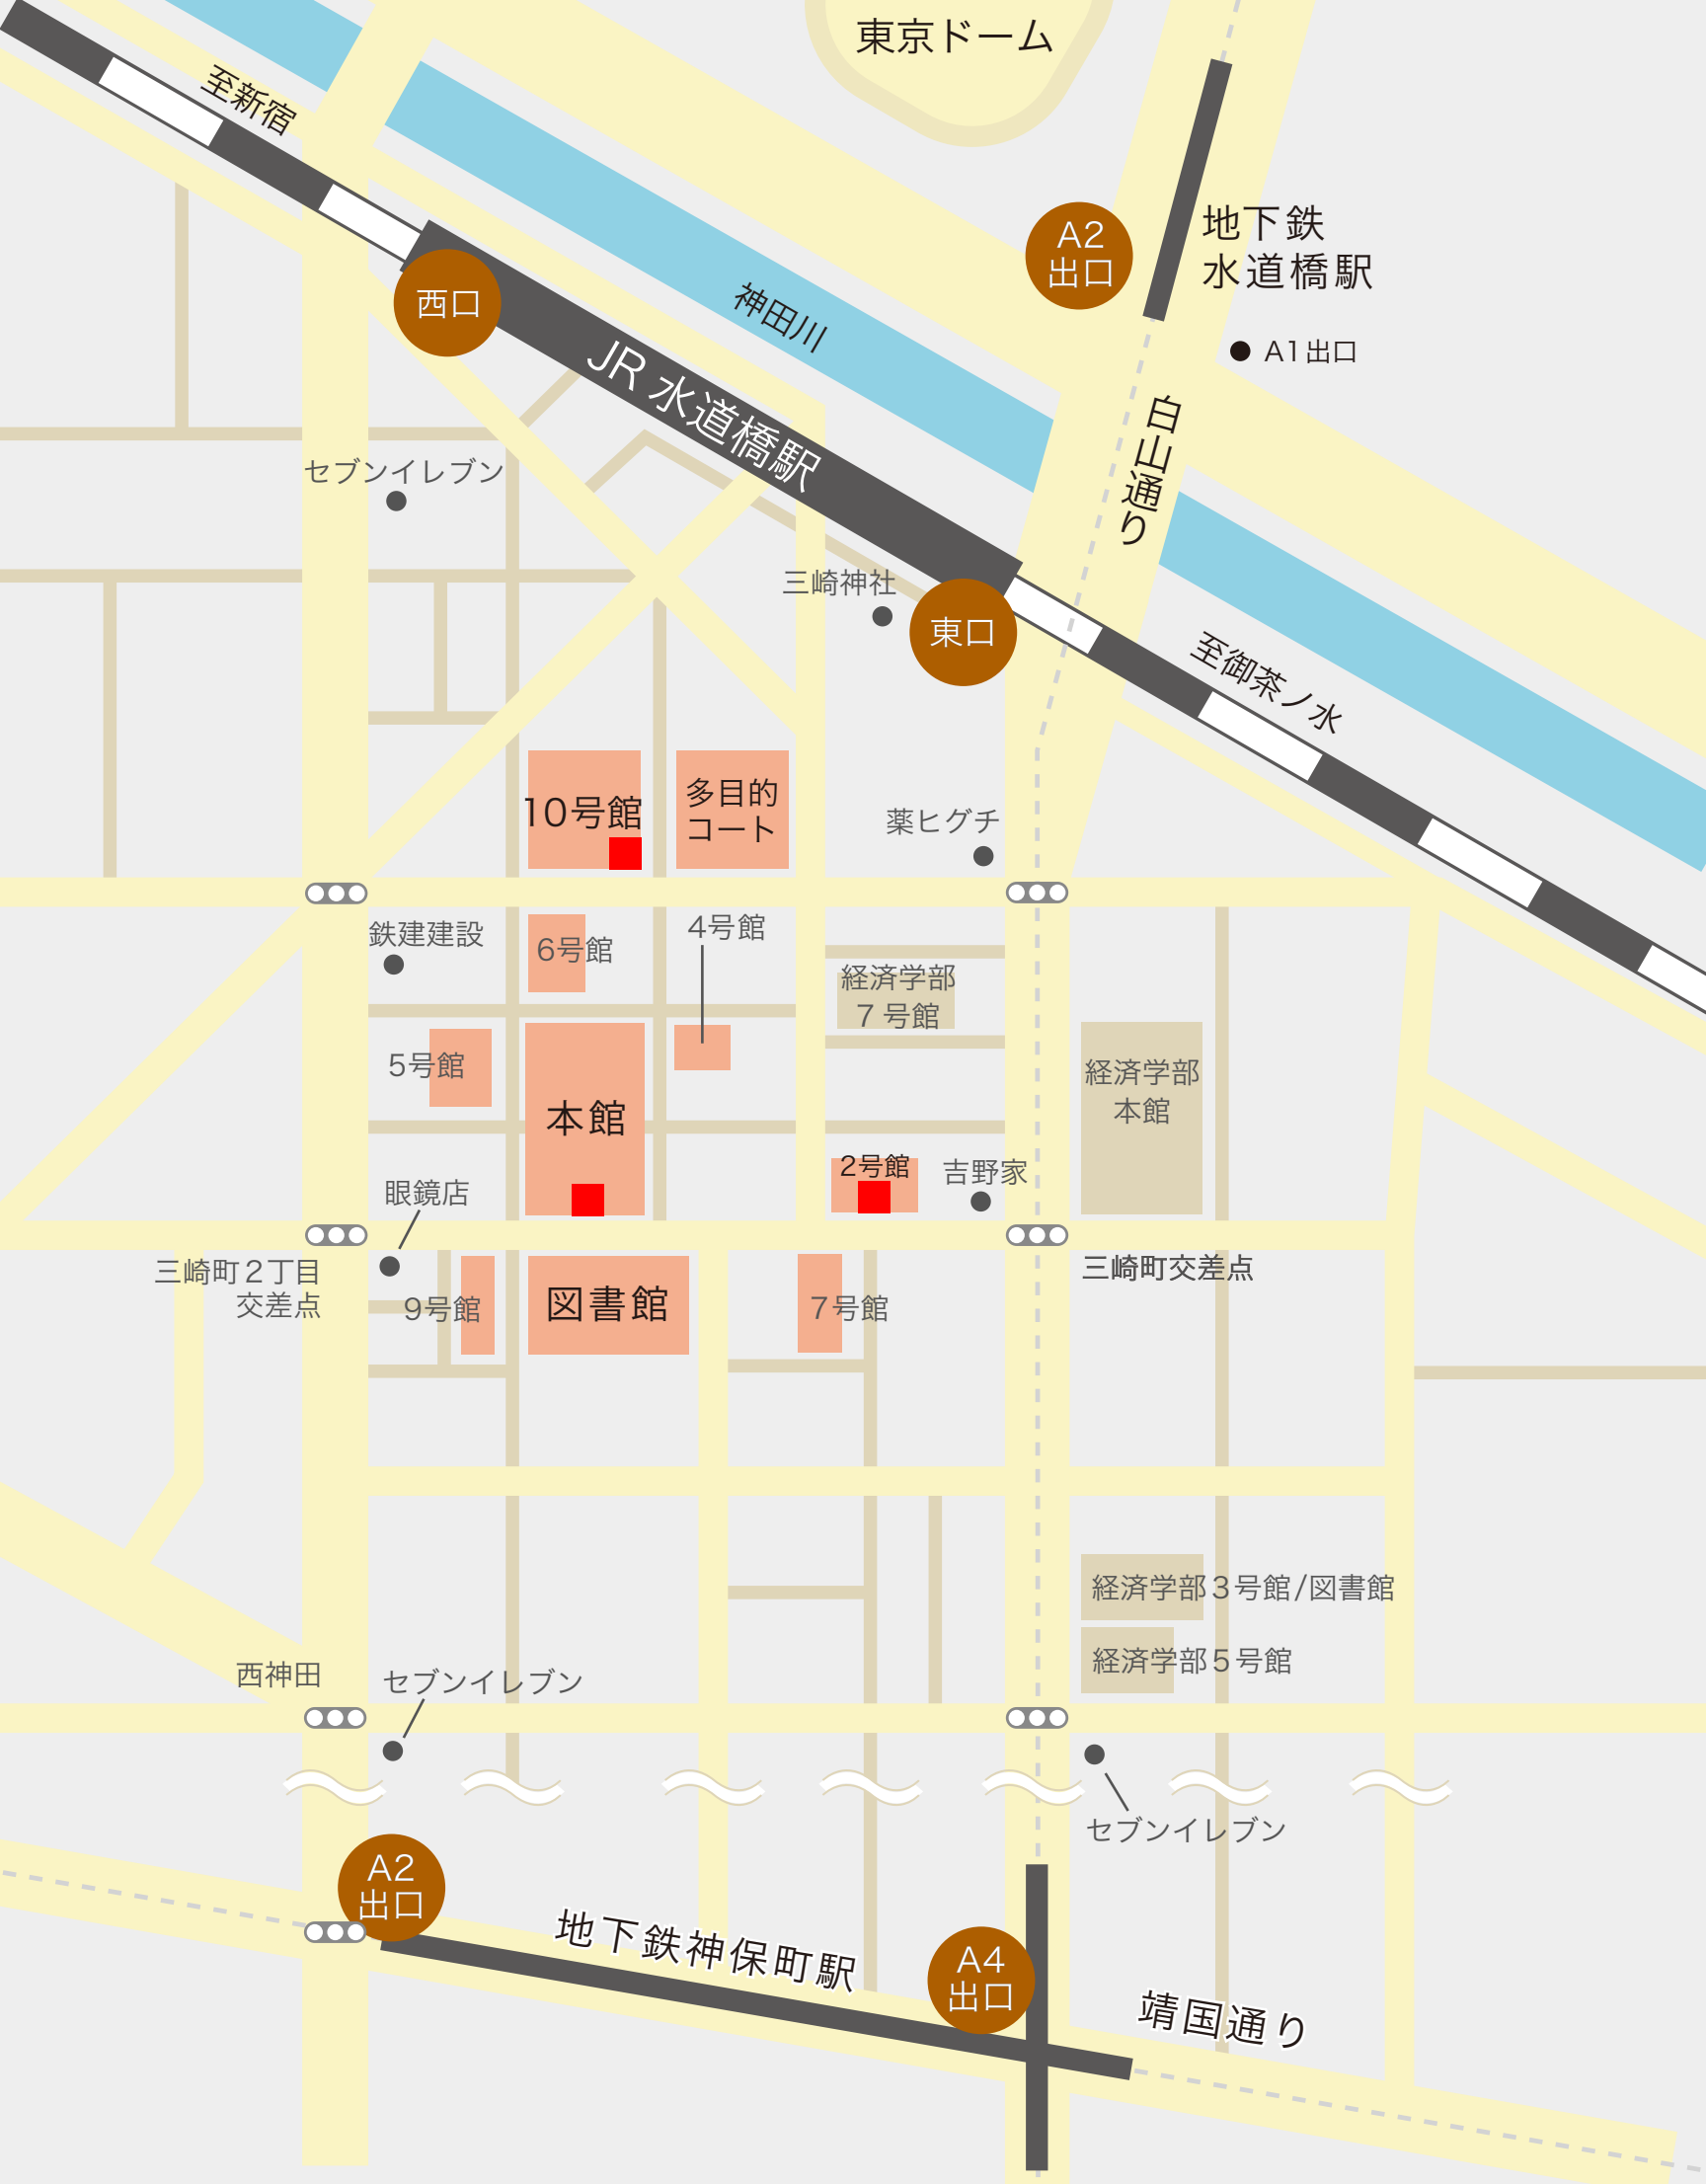 東京ドーム
至新宿
A2
出口
地下鉄
水道橋駅
西口
神田川
A1出口
JR 水道橋駅
白山通り
セブンイレブン
三崎神社
東口
至御茶ノ水
10号館
多目的
コート
薬ヒグチ
鉄建建設
6号館
4号館
経済学部
7号館
5号館
本館
経済学部
本館
2号館
吉野家
眼鏡店
三崎町2丁目
交差点
9号館
図書館
7号館
三崎町交差点
経済学部3号館/図書館
経済学部5号館
西神田
セブンイレブン
セブンイレブン
A2
出口
地下鉄神保町駅
A4
出口
靖国通り